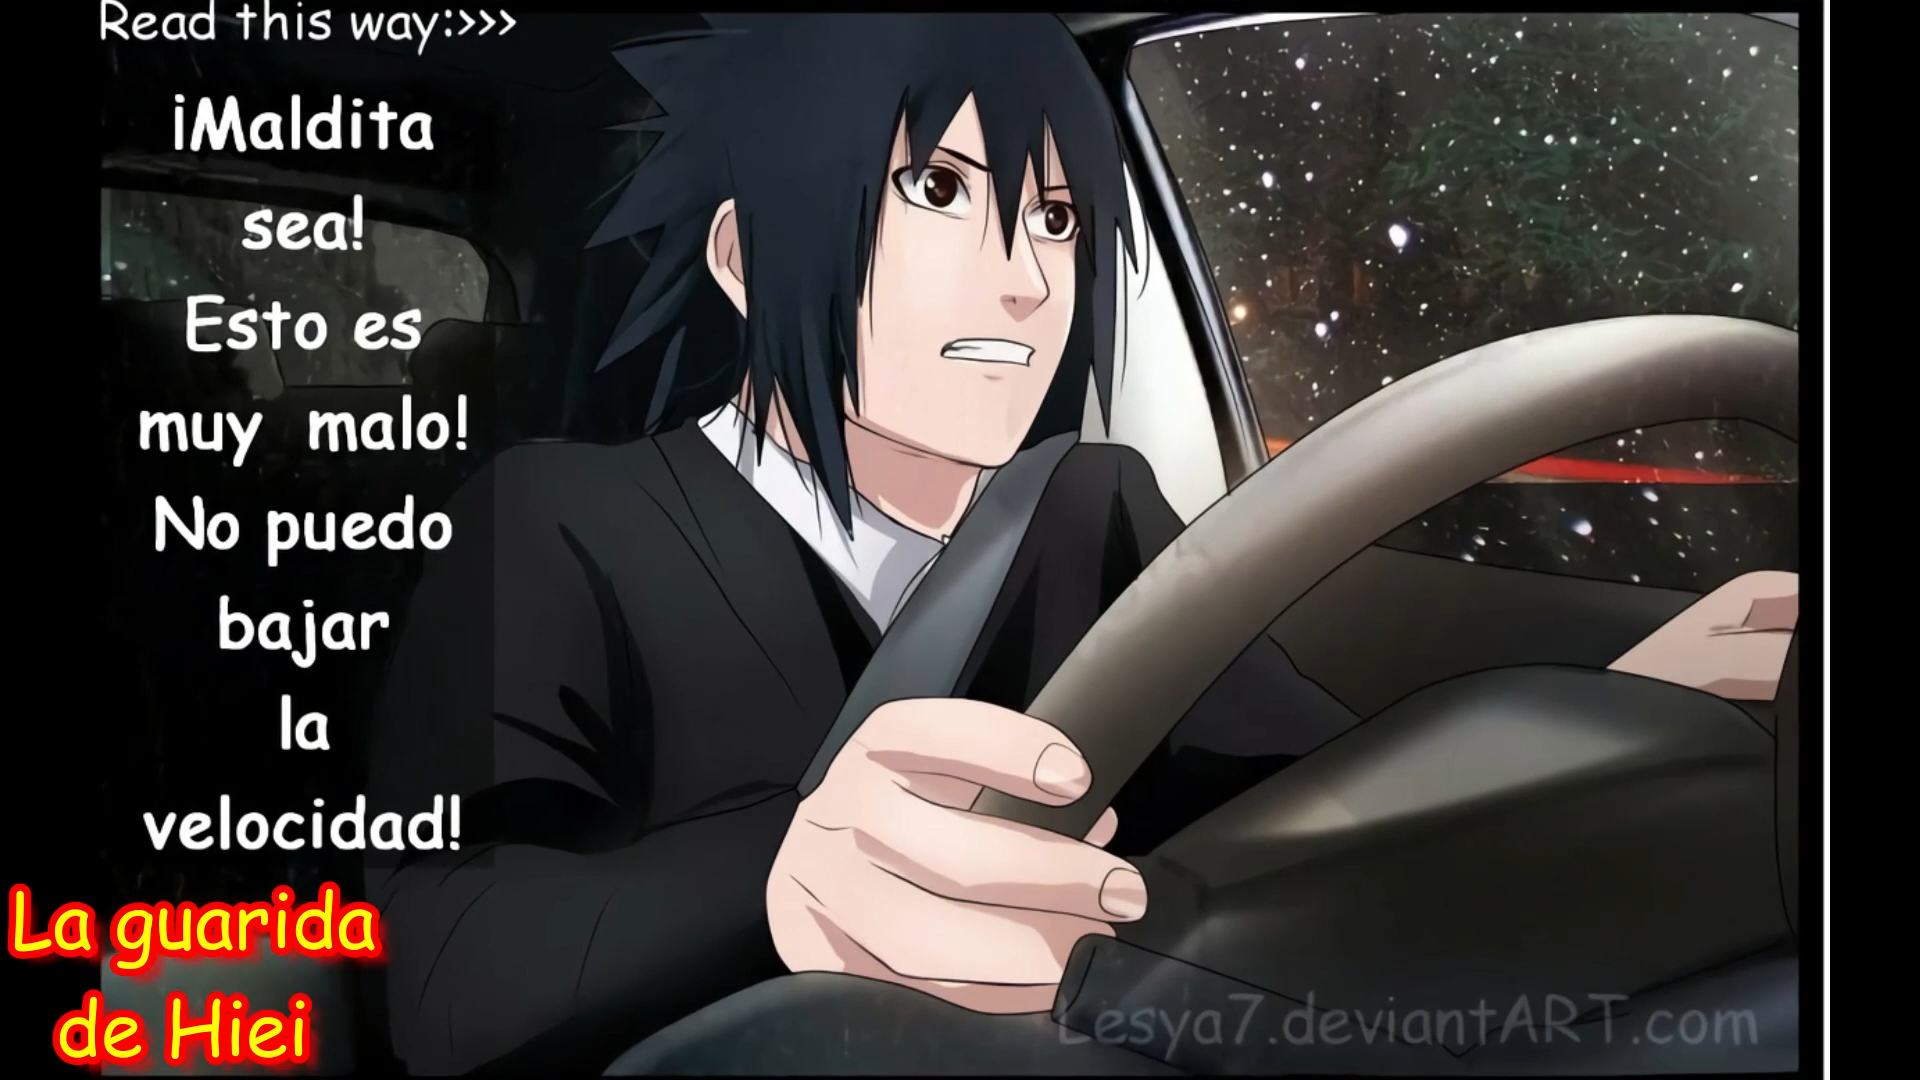 Read this way:>>>
¡Maldita
sea!
Esto es
muy malo!
No puedo
bajar
la
velocidad!
La guarida
de Hiei
Lesya7.deviantART.com